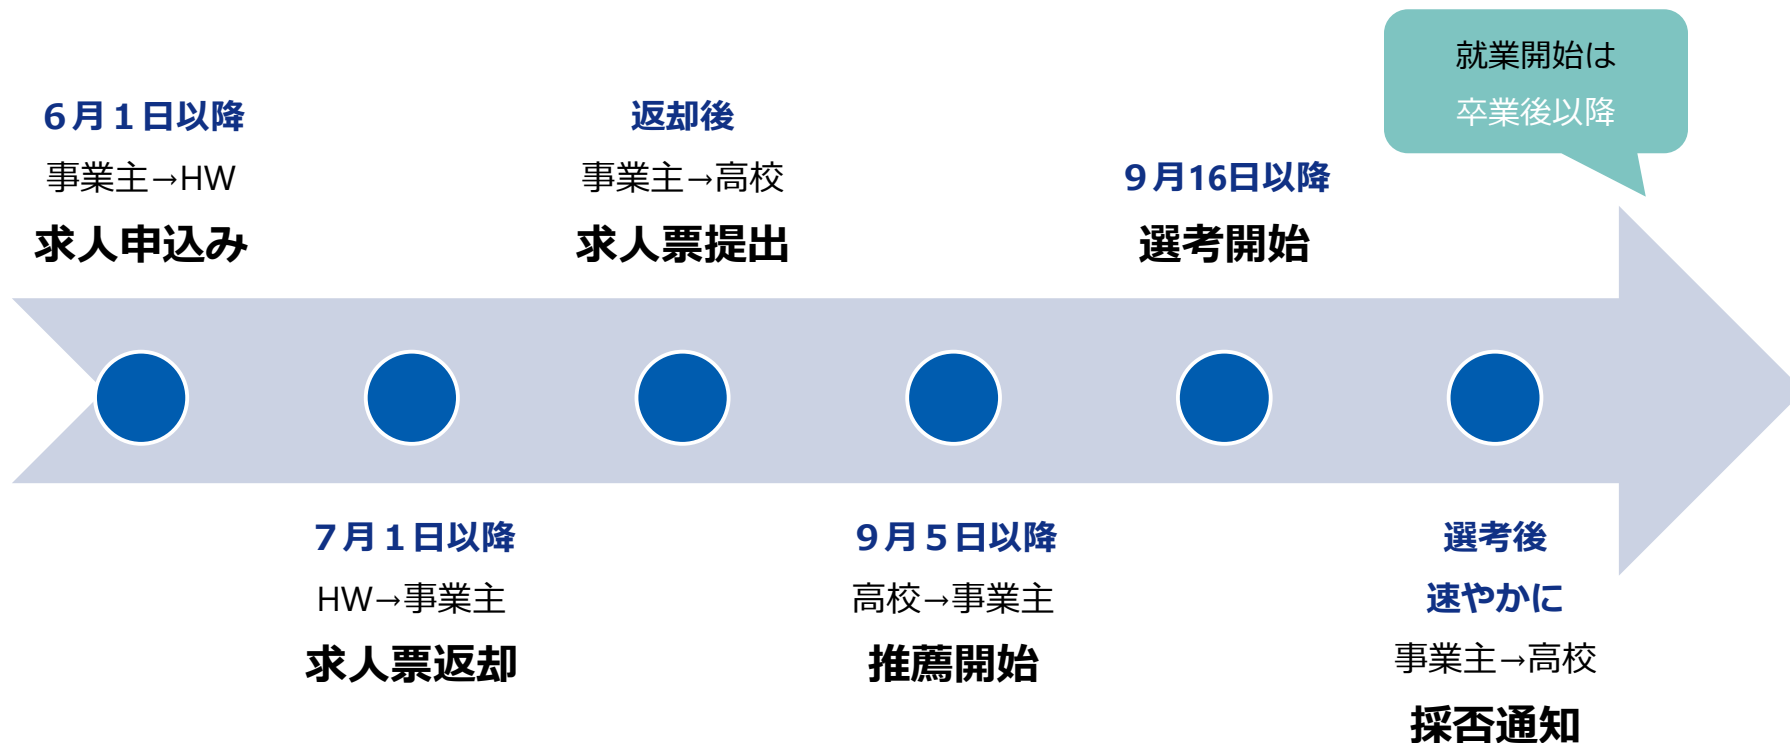 ６月１日以降
事業主→HW
求人申込み
７月１日以降
HW→事業主
求人票返却
返却後
事業主→高校
求人票提出
９月５日以降
高校→事業主
推薦開始
９月16日以降
選考開始
選考後
速やかに
事業主→高校
採否通知
就業開始は
卒業後以降